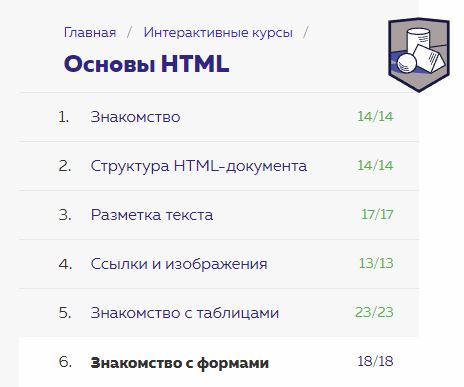 Главная / Интерактивные курсы /
Основы HTML
1. Знакомство 14/14
2. Структура HTML-документа 14/14
3. Разметка текста 17/17
4. Ссылки и изображения 13/13
5. Знакомство с таблицами 23/23
6. Знакомство с формами 18/18